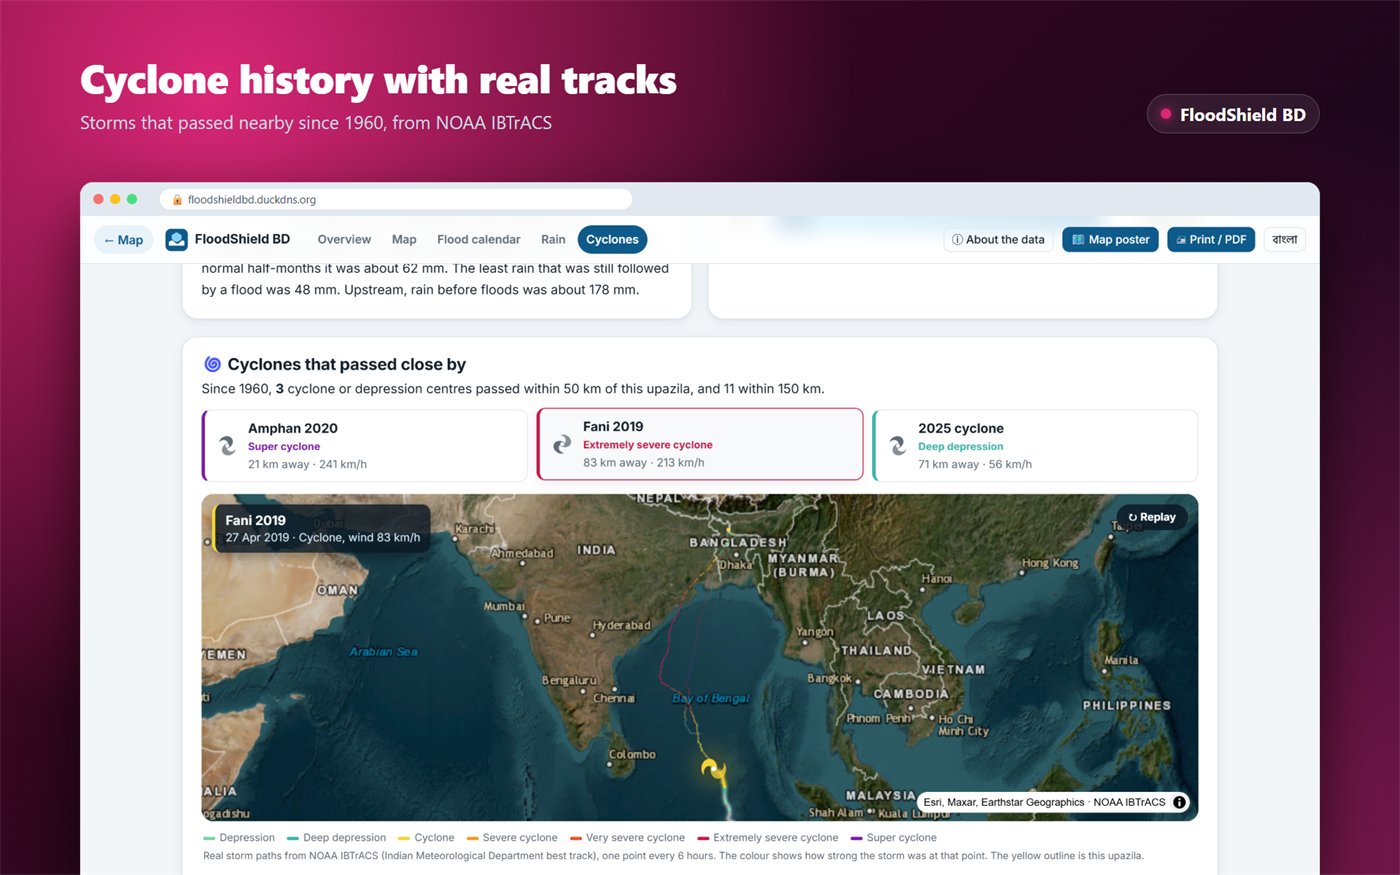 Cyclone history with real tracks
Storms that passed nearby since 1960, from NOAA IBTrACS
FloodShield BD
floodshieldbd.duckdns.org
← Map
FloodShield BD
Overview
Map
Flood calendar
Rain
Cyclones
ⓘ About the data
Map poster
Print / PDF
বাংলা
normal half-months it was about 62 mm. The least rain that was still followed
by a flood was 48 mm. Upstream, rain before floods was about 178 mm.
Cyclones that passed close by
Since 1960, 3 cyclone or depression centres passed within 50 km of this upazila, and 11 within 150 km.
Amphan 2020
Super cyclone
21 km away · 241 km/h
Fani 2019
Extremely severe cyclone
83 km away · 213 km/h
2025 cyclone
Deep depression
71 km away · 56 km/h
Fani 2019
27 Apr 2019 · Cyclone, wind 83 km/h
↻ Replay
NEPAL
Dubai
Karachi
Ahmedabad
INDIA
BANGLADESH
Dhaka
MYANMAR
(BURMA)
Hong Kong
Hanoi
OMAN
Mumbai
Pune
Hyderabad
LAOS
Yangon
YEMEN
Arabian Sea
THAILAND
VIETNAM
Manila
Bengaluru
Chennai
Bay of Bengal
Bangkok
CAMBODIA
PHILIPPINES
Phnom Penh
Ho Chi
Minh City
Colombo
ALIA
ogadishu
MALAYSIA
Shah Alam
Kuala Lumpur
Esri, Maxar, Earthstar Geographics · NOAA IBTrACS
Depression
Deep depression
Cyclone
Severe cyclone
Very severe cyclone
Extremely severe cyclone
Super cyclone
Real storm paths from NOAA IBTrACS (Indian Meteorological Department best track), one point every 6 hours. The colour shows how strong the storm was at that point. The yellow outline is this upazila.